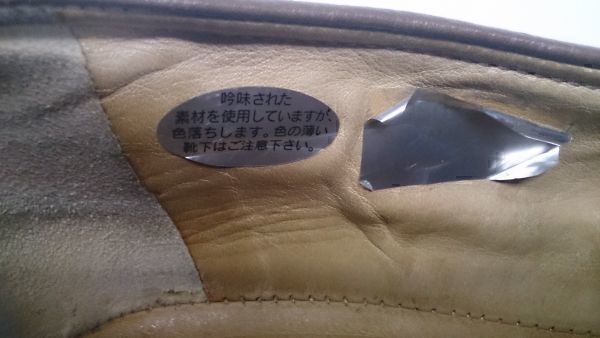 吟味された
素材を使用していますが、
色落ちします。色の薄い
靴下はご注意下さい。